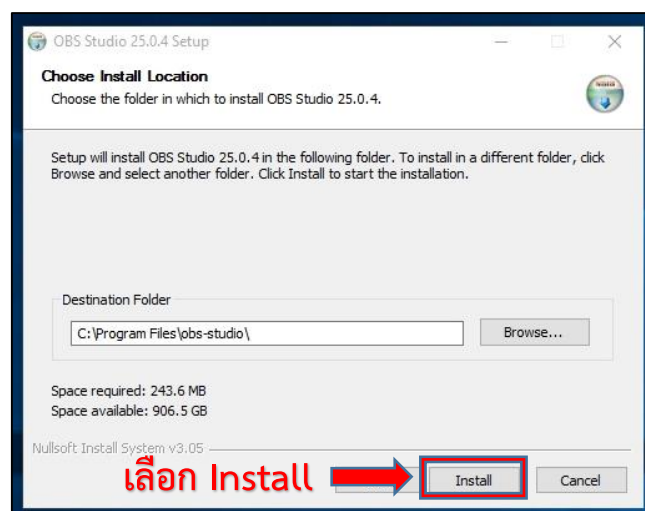 OBS Studio 25.0.4 Setup
Choose Install Location
Choose the folder in which to install OBS Studio 25.0.4.
Setup will install OBS Studio 25.0.4 in the following folder. To install in a different folder, click
Browse and select another folder. Click Install to start the installation.
Destination Folder
C:\Program Files\obs-studio\
Browse...
Space required: 243.6 MB
Space available: 906.5 GB
Nullsoft Install System v3.05
เลือก Install
Install
Cancel